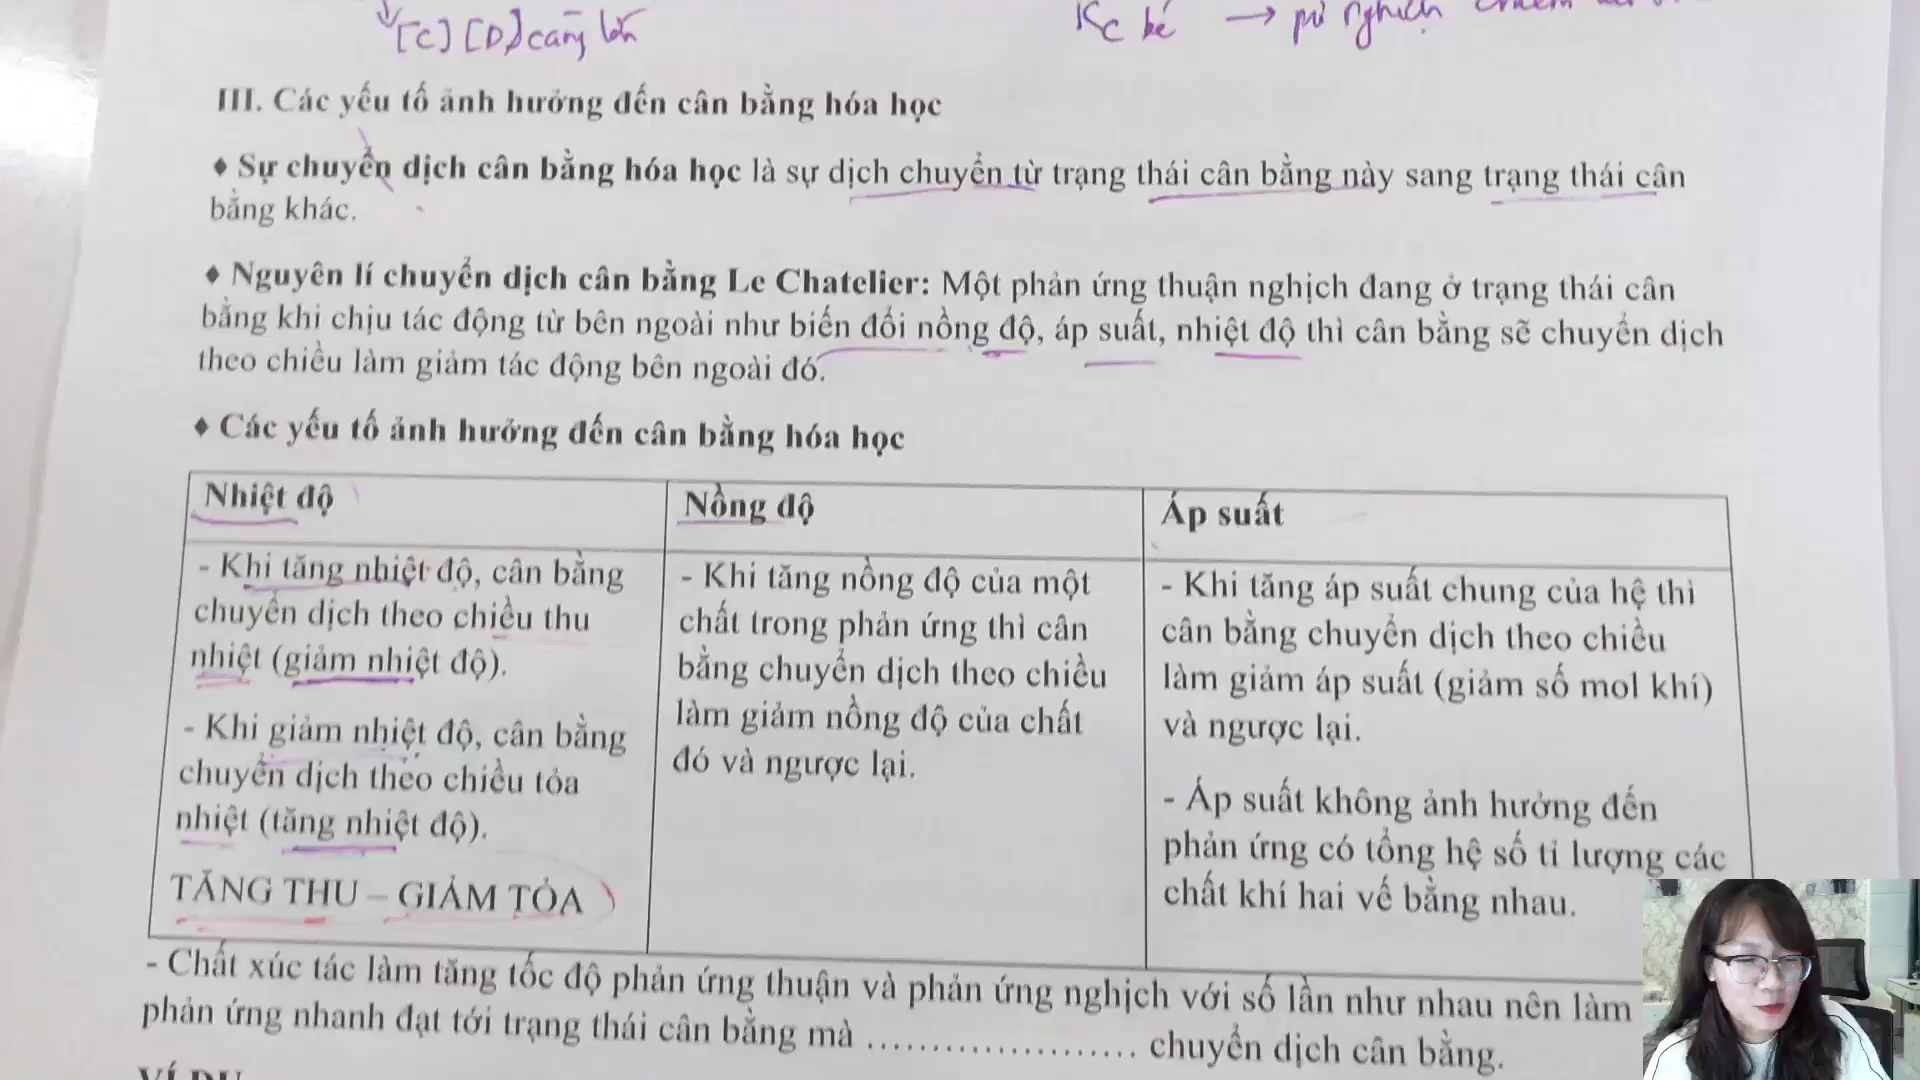 [C] [D] càng lớn
Kc bé → pư nghịch
III. Các yếu tố ảnh hưởng đến cân bằng hóa học
♦ Sự chuyển dịch cân bằng hóa học là sự dịch chuyển từ trạng thái cân bằng này sang trạng thái cân
bằng khác.
♦ Nguyên lí chuyển dịch cân bằng Le Chatelier: Một phản ứng thuận nghịch đang ở trạng thái cân
bằng khi chịu tác động từ bên ngoài như biến đổi nồng độ, áp suất, nhiệt độ thì cân bằng sẽ chuyển dịch
theo chiều làm giảm tác động bên ngoài đó.
♦ Các yếu tố ảnh hưởng đến cân bằng hóa học
Nhiệt độ
- Khi tăng nhiệt độ, cân bằng
chuyển dịch theo chiều thu
nhiệt (giảm nhiệt độ).
- Khi giảm nhiệt độ, cân bằng
chuyển dịch theo chiều tỏa
nhiệt (tăng nhiệt độ).
TĂNG THU – GIẢM TỎA
Nồng độ
- Khi tăng nồng độ của một
chất trong phản ứng thì cân
bằng chuyển dịch theo chiều
làm giảm nồng độ của chất
đó và ngược lại.
Áp suất
- Khi tăng áp suất chung của hệ thì
cân bằng chuyển dịch theo chiều
làm giảm áp suất (giảm số mol khí)
và ngược lại.
- Áp suất không ảnh hưởng đến
phản ứng có tổng hệ số tỉ lượng các
chất khí hai vế bằng nhau.
- Chất xúc tác làm tăng tốc độ phản ứng thuận và phản ứng nghịch với số lần như nhau nên làm
phản ứng nhanh đạt tới trạng thái cân bằng mà ..................... chuyển dịch cân bằng.
VÍ DỤ